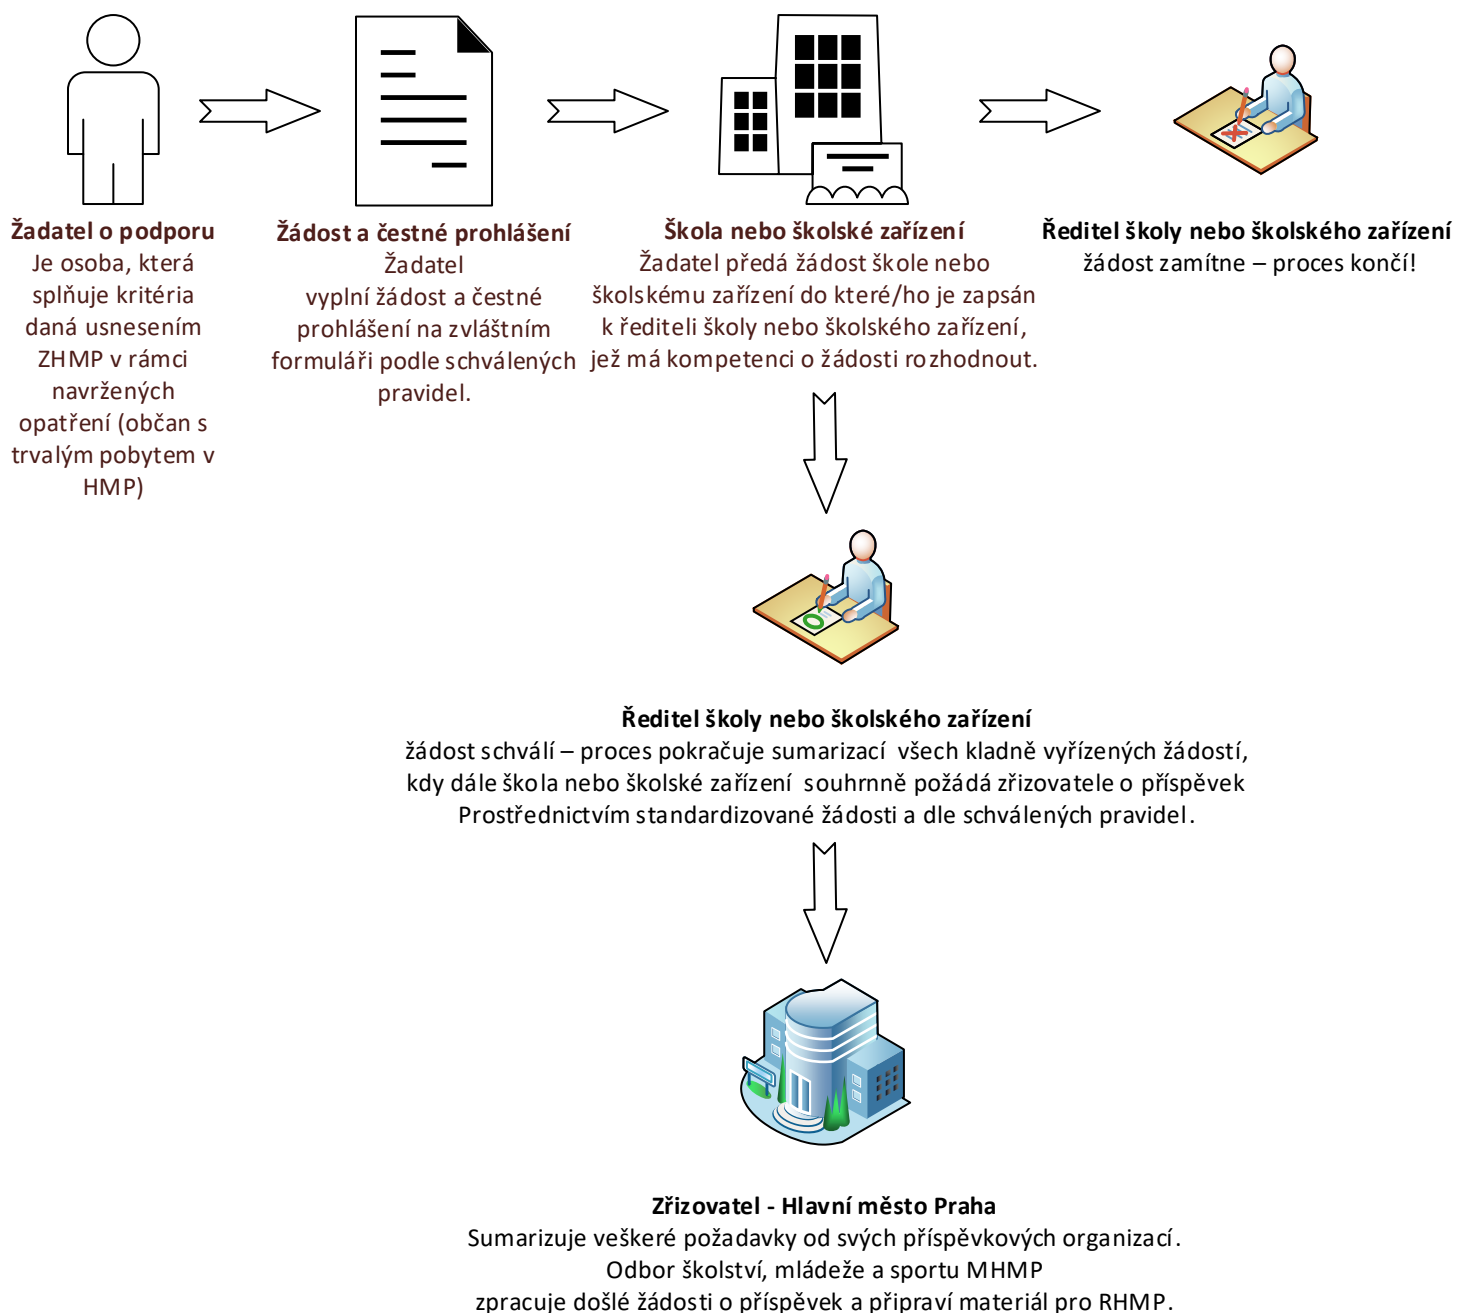 Žadatel o podporu
Je osoba, která
splňuje kritéria
daná usnesením
ZHMP v rámci
navržených
opatření (občan s
trvalým pobytem v
HMP)
Žádost a čestné prohlášení
Žadatel
vyplní žádost a čestné
prohlášení na zvláštním
formuláři podle schválených
pravidel.
Škola nebo školské zařízení
Žadatel předá žádost škole nebo
školskému zařízení do které/ho je zapsán
k řediteli školy nebo školského zařízení,
jež má kompetenci o žádosti rozhodnout.
Ředitel školy nebo školského zařízení
žádost zamítne – proces končí!
Ředitel školy nebo školského zařízení
žádost schválí – proces pokračuje sumarizací všech kladně vyřízených žádostí,
kdy dále škola nebo školské zařízení souhrnně požádá zřizovatele o příspěvek
Prostřednictvím standardizované žádosti a dle schválených pravidel.
Zřizovatel - Hlavní město Praha
Sumarizuje veškeré požadavky od svých příspěvkových organizací.
Odbor školství, mládeže a sportu MHMP
zpracuje došlé žádosti o příspěvek a připraví materiál pro RHMP.